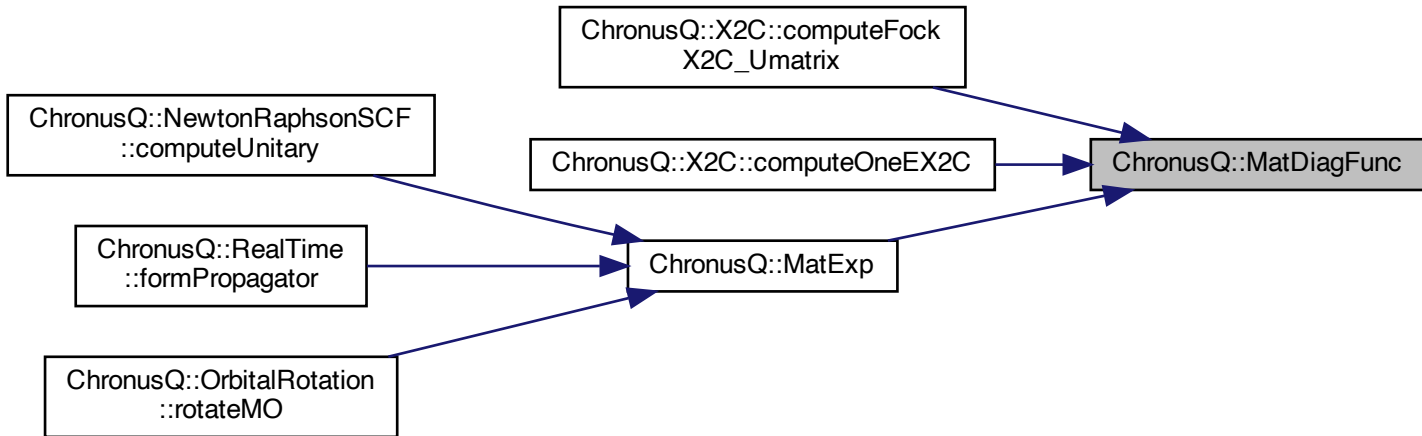 ChronusQ::X2C::computeFock
X2C_Umatrix
ChronusQ::NewtonRaphsonSCF
::computeUnitary
ChronusQ::X2C::computeOneEX2C
ChronusQ::MatDiagFunc
ChronusQ::RealTime
::formPropagator
ChronusQ::MatExp
ChronusQ::OrbitalRotation
::rotateMO